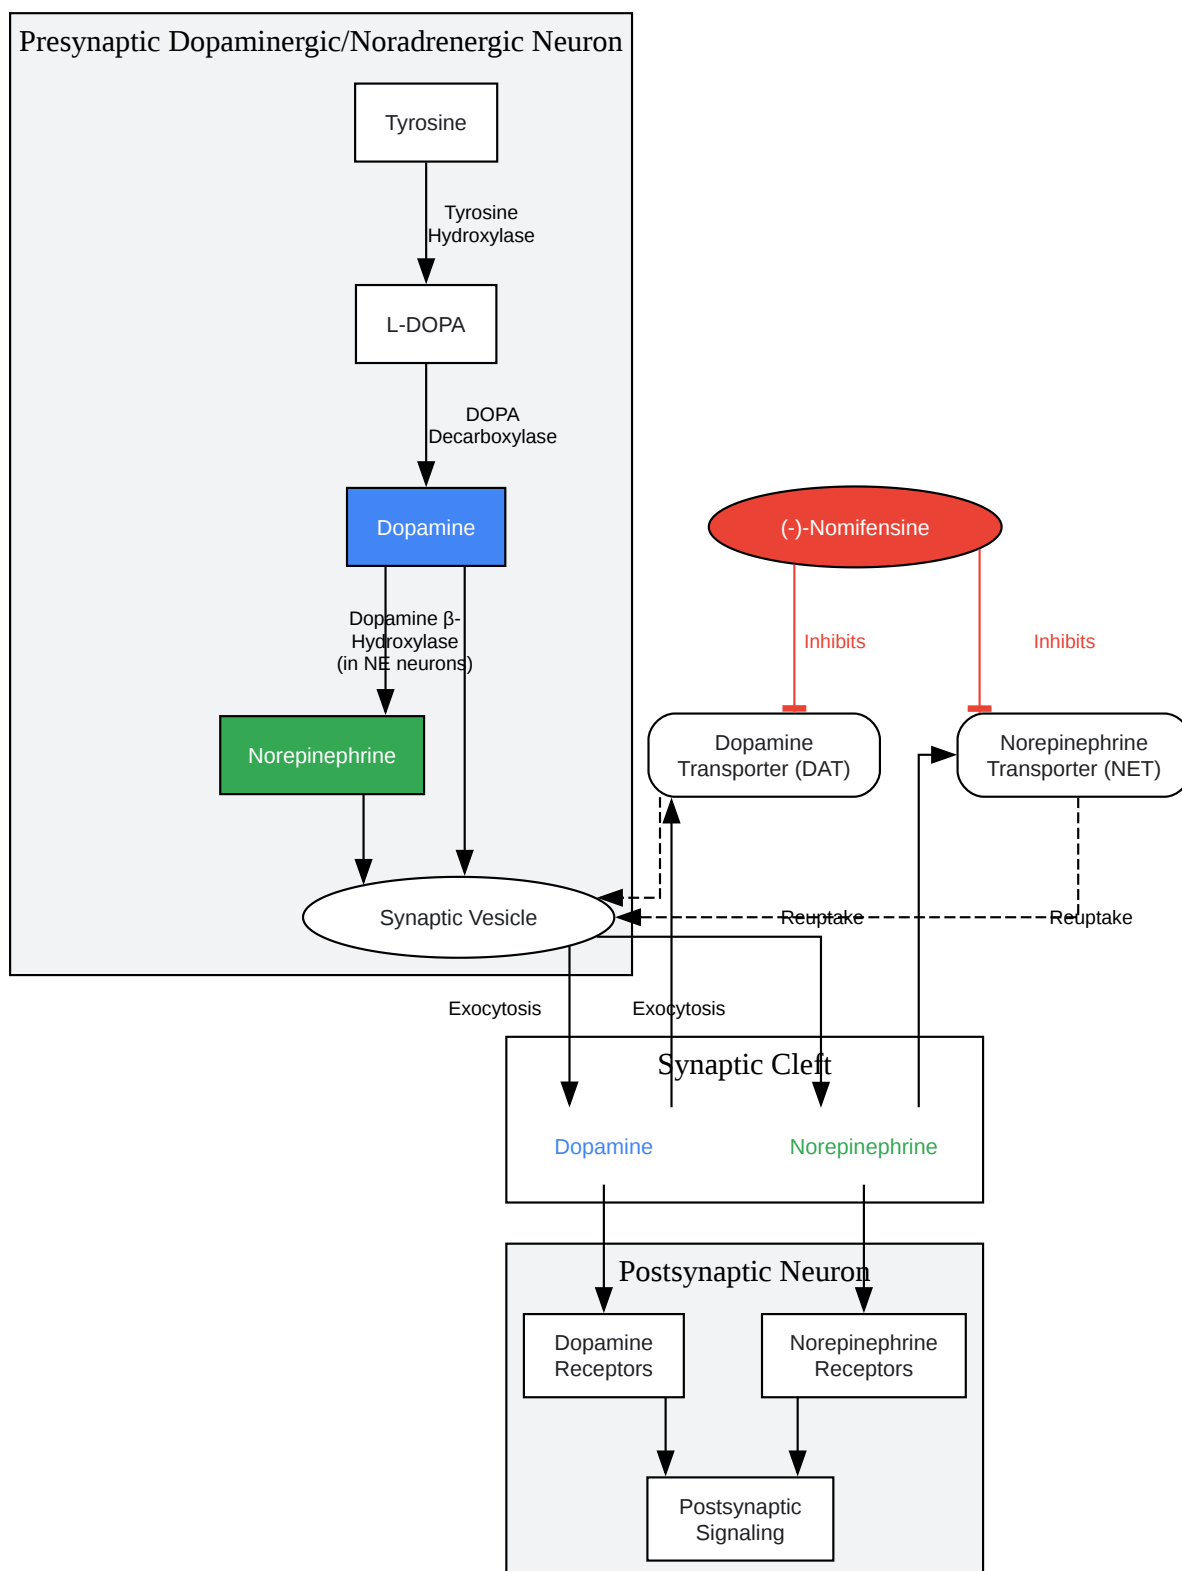 Presynaptic Dopaminergic/Noradrenergic Neuron
Tyrosine
Tyrosine
Hydroxylase
L-DOPA
DOPA
Decarboxylase
Dopamine
(-)-Nomifensine
Dopamine β-
Hydroxylase
(in NE neurons)
Inhibits
Inhibits
Norepinephrine
Dopamine
Transporter (DAT)
Norepinephrine
Transporter (NET)
Synaptic Vesicle
Reuptake
Reuptake
Exocytosis
Exocytosis
Synaptic Cleft
Dopamine
Norepinephrine
Postsynaptic Neuron
Dopamine
Receptors
Norepinephrine
Receptors
Postsynaptic
Signaling